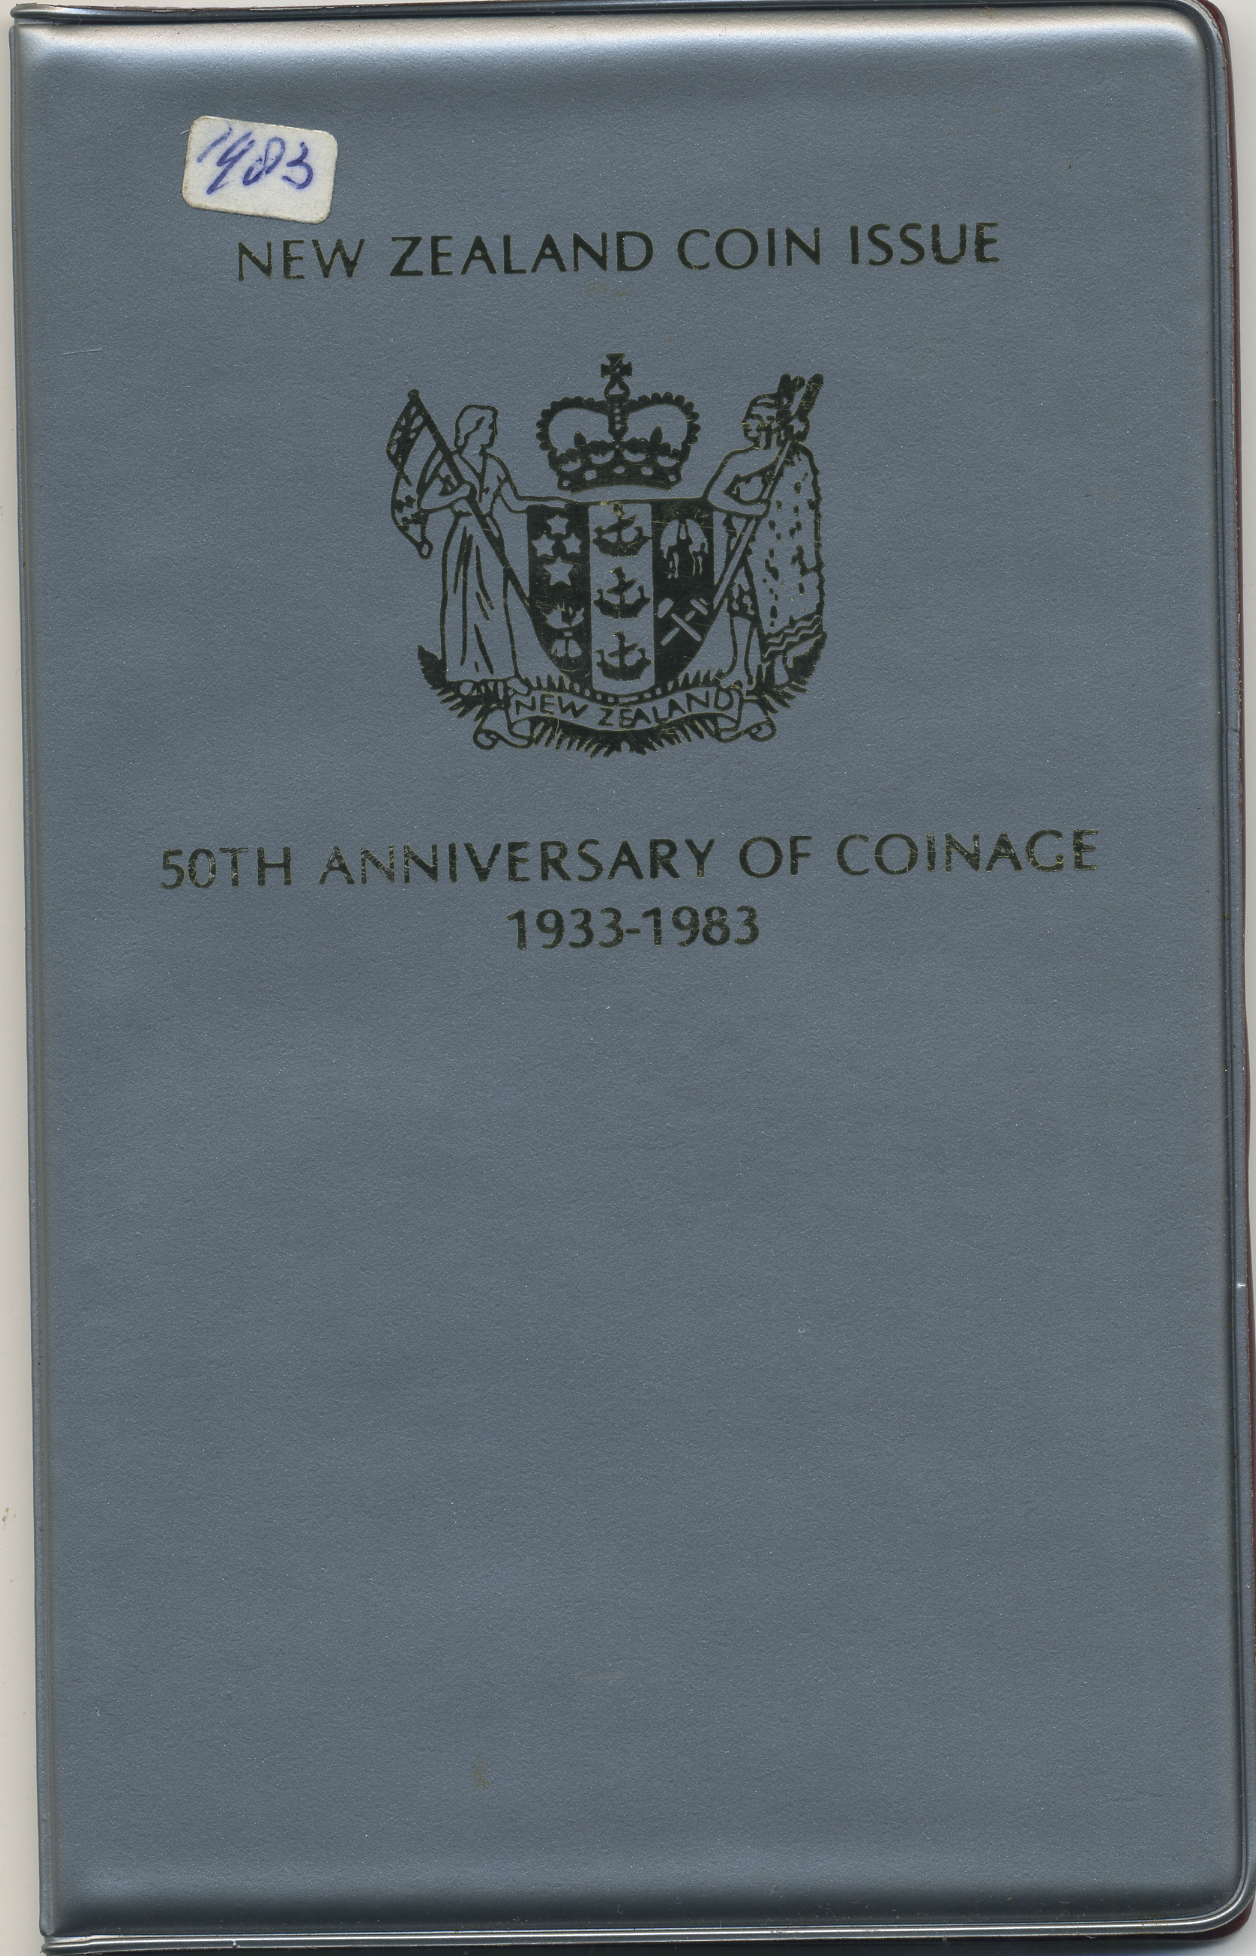 1983
NEW ZEALAND COIN ISSUE
NEW ZEALAND
50TH ANNIVERSARY OF COINAGE
1933-1983